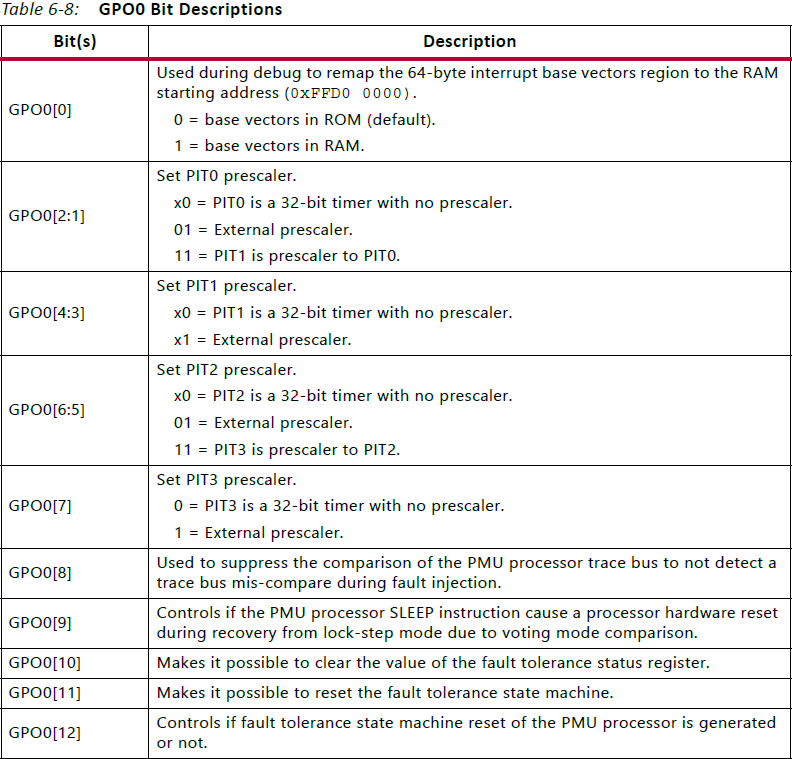 Table 6-8: GPO0 Bit Descriptions
Bit(s) Description
GPO0[0]
Used during debug to remap the 64-byte interrupt base vectors region to the RAM
starting address (0xFFD0 0000).
0 = base vectors in ROM (default).
1 = base vectors in RAM.
GPO0[2:1]
Set PIT0 prescaler.
x0 = PIT0 is a 32-bit timer with no prescaler.
01 = External prescaler.
11 = PIT1 is prescaler to PIT0.
GPO0[4:3]
Set PIT1 prescaler.
x0 = PIT1 is a 32-bit timer with no prescaler.
x1 = External prescaler.
GPO0[6:5]
Set PIT2 prescaler.
x0 = PIT2 is a 32-bit timer with no prescaler.
01 = External prescaler.
11 = PIT3 is prescaler to PIT2.
GPO0[7]
Set PIT3 prescaler.
0 = PIT3 is a 32-bit timer with no prescaler.
1 = External prescaler.
GPO0[8]
Used to suppress the comparison of the PMU processor trace bus to not detect a
trace bus mis-compare during fault injection.
GPO0[9]
Controls if the PMU processor SLEEP instruction cause a processor hardware reset
during recovery from lock-step mode due to voting mode comparison.
GPO0[10] Makes it possible to clear the value of the fault tolerance status register.
GPO0[11] Makes it possible to reset the fault tolerance state machine.
GPO0[12]
Controls if fault tolerance state machine reset of the PMU processor is generated
or not.